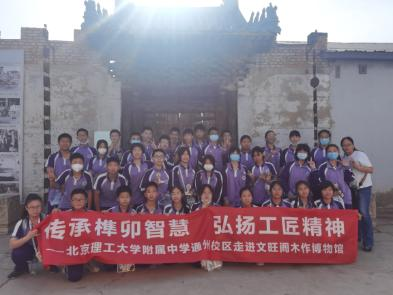 传承榫卯智慧 弘扬工匠精神
——北京理工大学附属中学通州校区走进文旺阁木作博物馆